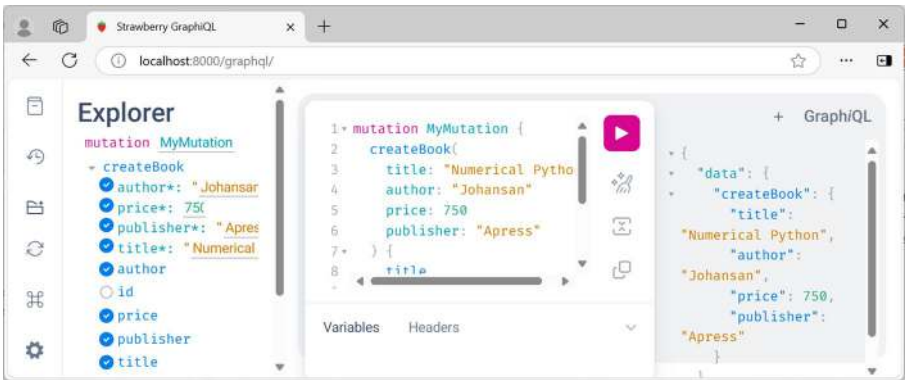 Strawberry GraphiQL
localhost:8000/graphql/
Explorer
mutation MyMutation
createBook
author*: "Johansar
price*: 750
publisher*: "Apres
title*: "Numerical
author
id
price
publisher
title
1 mutation MyMutation {
2 createBook(
3 title: "Numerical Pytho
4 author: "Johansan"
5 price: 750
6 publisher: "Apress"
7 ) {
8 title
Variables Headers
+ GraphiQL
{
"data": {
"createBook": {
"title":
"Numerical Python",
"author":
"Johansan",
"price": 750,
"publisher":
"Apress"
}